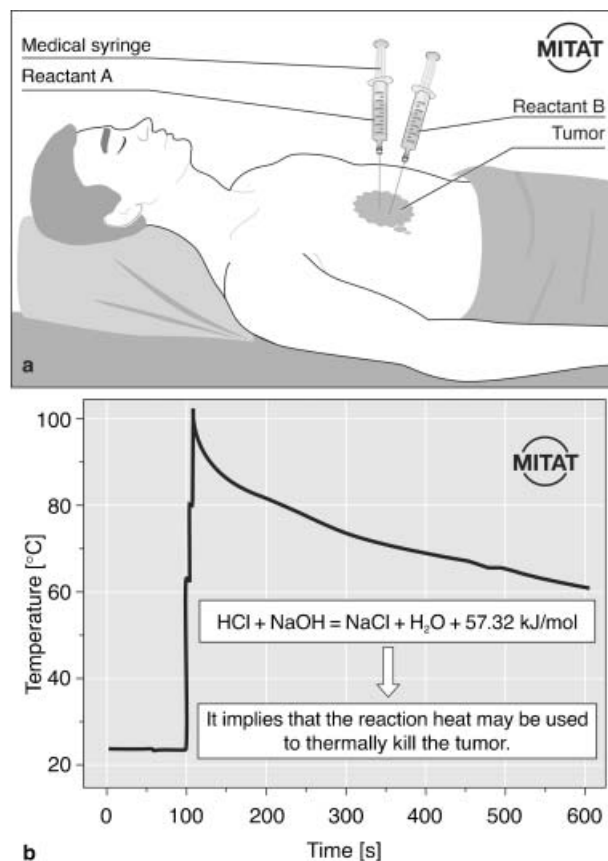 Medical syringe
Reactant A
MITAT
Reactant B
Tumor
a
100
80
60
40
20
Temperature [°C]
MITAT
HCl + NaOH = NaCl + H₂O + 57.32 kJ/mol
It implies that the reaction heat may be used
to thermally kill the tumor.
0 100 200 300 400 500 600
b
Time [s]